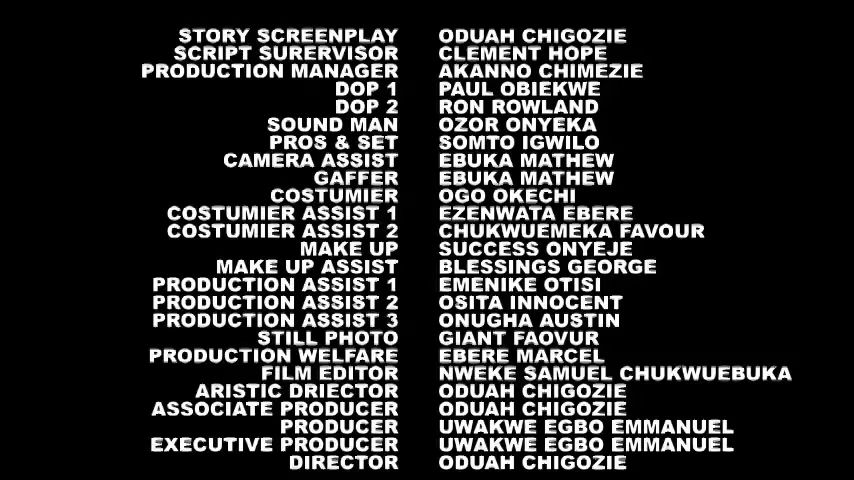 STORY SCREENPLAY ODUAH CHIGOZIE
SCRIPT SURERVISOR CLEMENT HOPE
PRODUCTION MANAGER AKANNO CHIMEZIE
DOP 1 PAUL OBIEKWE
DOP 2 RON ROWLAND
SOUND MAN OZOR ONYEKA
PROS & SET SOMTO IGWILO
CAMERA ASSIST EBUKA MATHEW
GAFFER EBUKA MATHEW
COSTUMIER OGO OKECHI
COSTUMIER ASSIST 1 EZENWATA EBERE
COSTUMIER ASSIST 2 CHUKWUEMEKA FAVOUR
MAKE UP SUCCESS ONYEJE
MAKE UP ASSIST BLESSINGS GEORGE
PRODUCTION ASSIST 1 EMENIKE OTISI
PRODUCTION ASSIST 2 OSITA INNOCENT
PRODUCTION ASSIST 3 ONUGHA AUSTIN
STILL PHOTO GIANT FAOVUR
PRODUCTION WELFARE EBERE MARCEL
FILM EDITOR NWEKE SAMUEL CHUKWUEBUKA
ARISTIC DRIECTOR ODUAH CHIGOZIE
ASSOCIATE PRODUCER ODUAH CHIGOZIE
PRODUCER UWAKWE EGBO EMMANUEL
EXECUTIVE PRODUCER UWAKWE EGBO EMMANUEL
DIRECTOR ODUAH CHIGOZIE